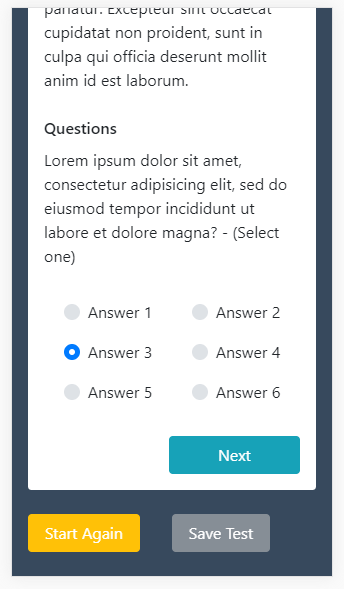 pariatur. Excepteur sint occaecat
cupidatat non proident, sunt in
culpa qui officia deserunt mollit
anim id est laborum.
Questions
Lorem ipsum dolor sit amet,
consectetur adipisicing elit, sed do
eiusmod tempor incididunt ut
labore et dolore magna? - (Select
one)
Answer 1 Answer 2
Answer 3 Answer 4
Answer 5 Answer 6
Next
Start Again Save Test